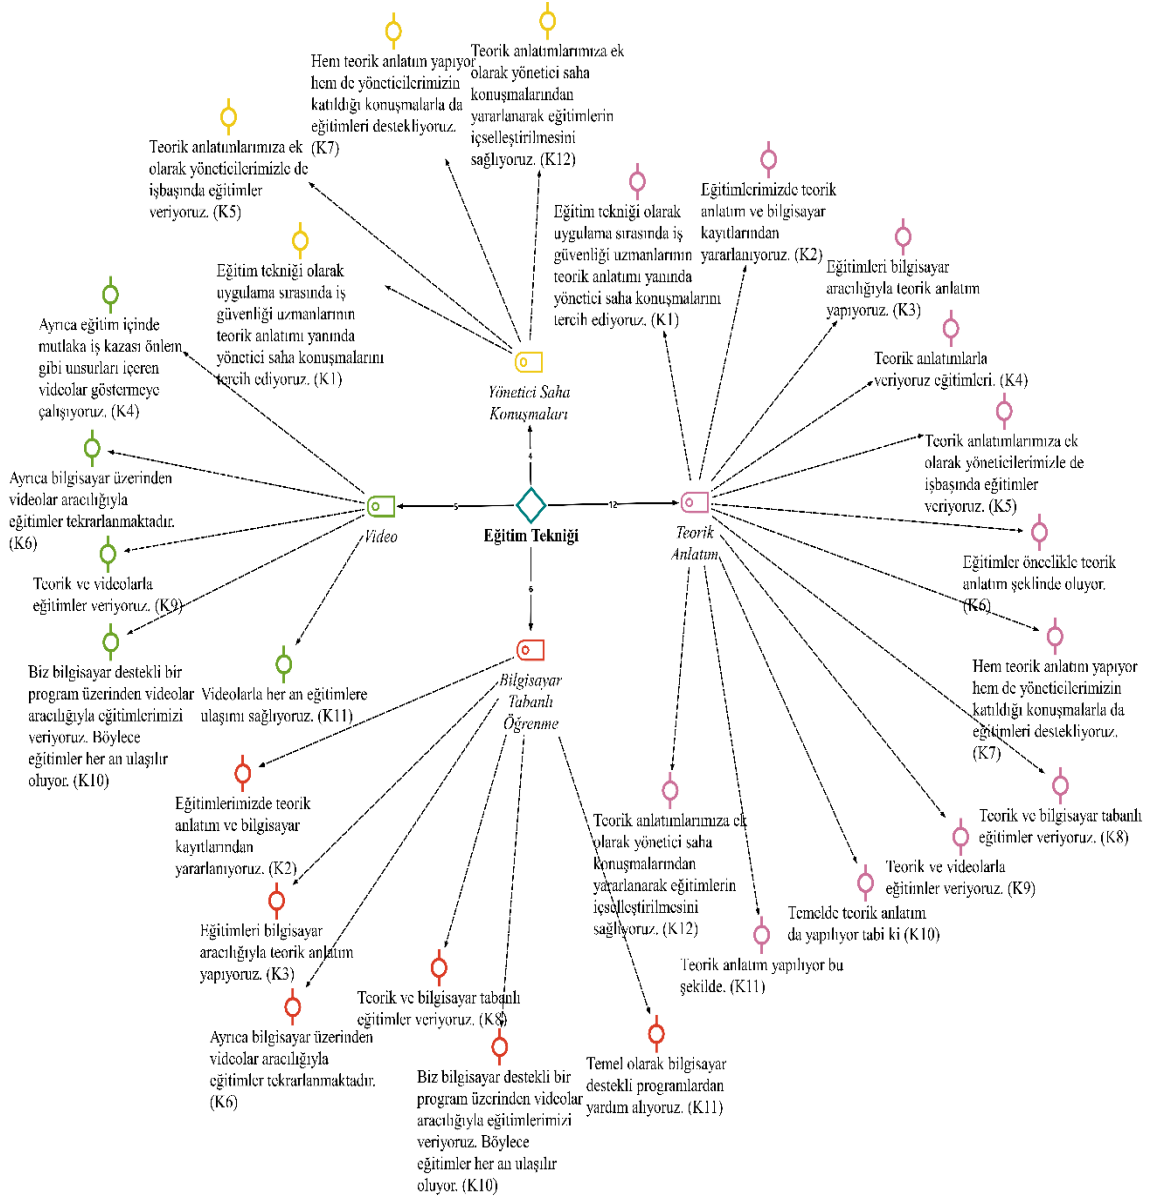 Teorik anlatımlarımıza ek
olarak yönetici saha
konuşmalarından
yararlanarak eğitimlerin
içselleştirilmesini
sağlıyoruz. (K12)
Hem teorik anlatım yapıyor
hem de yöneticilerimizin
katıldığı konuşmalarla da
eğitimleri destekliyoruz.
(K7)
Teorik anlatımlarımıza ek
olarak yöneticilerimizle de
işbaşında eğitimler
veriyoruz. (K5)
Eğitim tekniği olarak
uygulama sırasında iş
güvenliği uzmanlarının
teorik anlatımı yanında
yönetici saha konuşmalarını
tercih ediyoruz. (K1)
Yönetici Saha
Konuşmaları
4
Eğitim tekniği olarak
uygulama sırasında iş
güvenliği uzmanlarının
teorik anlatımı yanında
yönetici saha konuşmalarını
tercih ediyoruz. (K1)
Eğitimlerimizde teorik
anlatım ve bilgisayar
kayıtlarından
yararlanıyoruz. (K2)
Eğitimleri bilgisayar
aracılığıyla teorik anlatım
yapıyoruz. (K3)
Teorik anlatımlarla
veriyoruz eğitimleri. (K4)
Teorik anlatımlarımıza ek
olarak yöneticilerimizle de
işbaşında eğitimler
veriyoruz. (K5)
Eğitimler öncelikle teorik
anlatım şeklinde oluyor.
(K6)
Hem teorik anlatım yapıyor
hem de yöneticilerimizin
katıldığı konuşmalarla da
eğitimleri destekliyoruz.
(K7)
Teorik ve bilgisayar tabanlı
eğitimler veriyoruz. (K8)
Teorik ve videolarla
eğitimler veriyoruz. (K9)
Temelde teorik anlatım
da yapılıyor tabi ki (K10)
Teorik anlatım yapılıyor bu
şekilde. (K11)
Teorik anlatımlarımıza ek
olarak yönetici saha
konuşmalarından
yararlanarak eğitimlerin
içselleştirilmesini
sağlıyoruz. (K12)
Teorik
Anlatım
12
Eğitim Tekniği
5
Video
Ayrıca eğitim içinde
mutlaka iş kazası önlem
gibi unsurları içeren
videolar göstermeye
çalışıyoruz. (K4)
Ayrıca bilgisayar üzerinden
videolar aracılığıyla
eğitimler tekrarlanmaktadır.
(K6)
Teorik ve videolarla
eğitimler veriyoruz. (K9)
Biz bilgisayar destekli bir
program üzerinden videolar
aracılığıyla eğitimlerimizi
veriyoruz. Böylece
eğitimler her an ulaşılır
oluyor. (K10)
Videolarla her an eğitimlere
ulaşımı sağlıyoruz. (K11)
6
Bilgisayar
Tabanlı
Öğrenme
Eğitimlerimizde teorik
anlatım ve bilgisayar
kayıtlarından
yararlanıyoruz. (K2)
Eğitimleri bilgisayar
aracılığıyla teorik anlatım
yapıyoruz. (K3)
Ayrıca bilgisayar üzerinden
videolar aracılığıyla
eğitimler tekrarlanmaktadır.
(K6)
Teorik ve bilgisayar tabanlı
eğitimler veriyoruz. (K8)
Biz bilgisayar destekli bir
program üzerinden videolar
aracılığıyla eğitimlerimizi
veriyoruz. Böylece
eğitimler her an ulaşılır
oluyor. (K10)
Temel olarak bilgisayar
destekli programlardan
yardım alıyoruz. (K11)